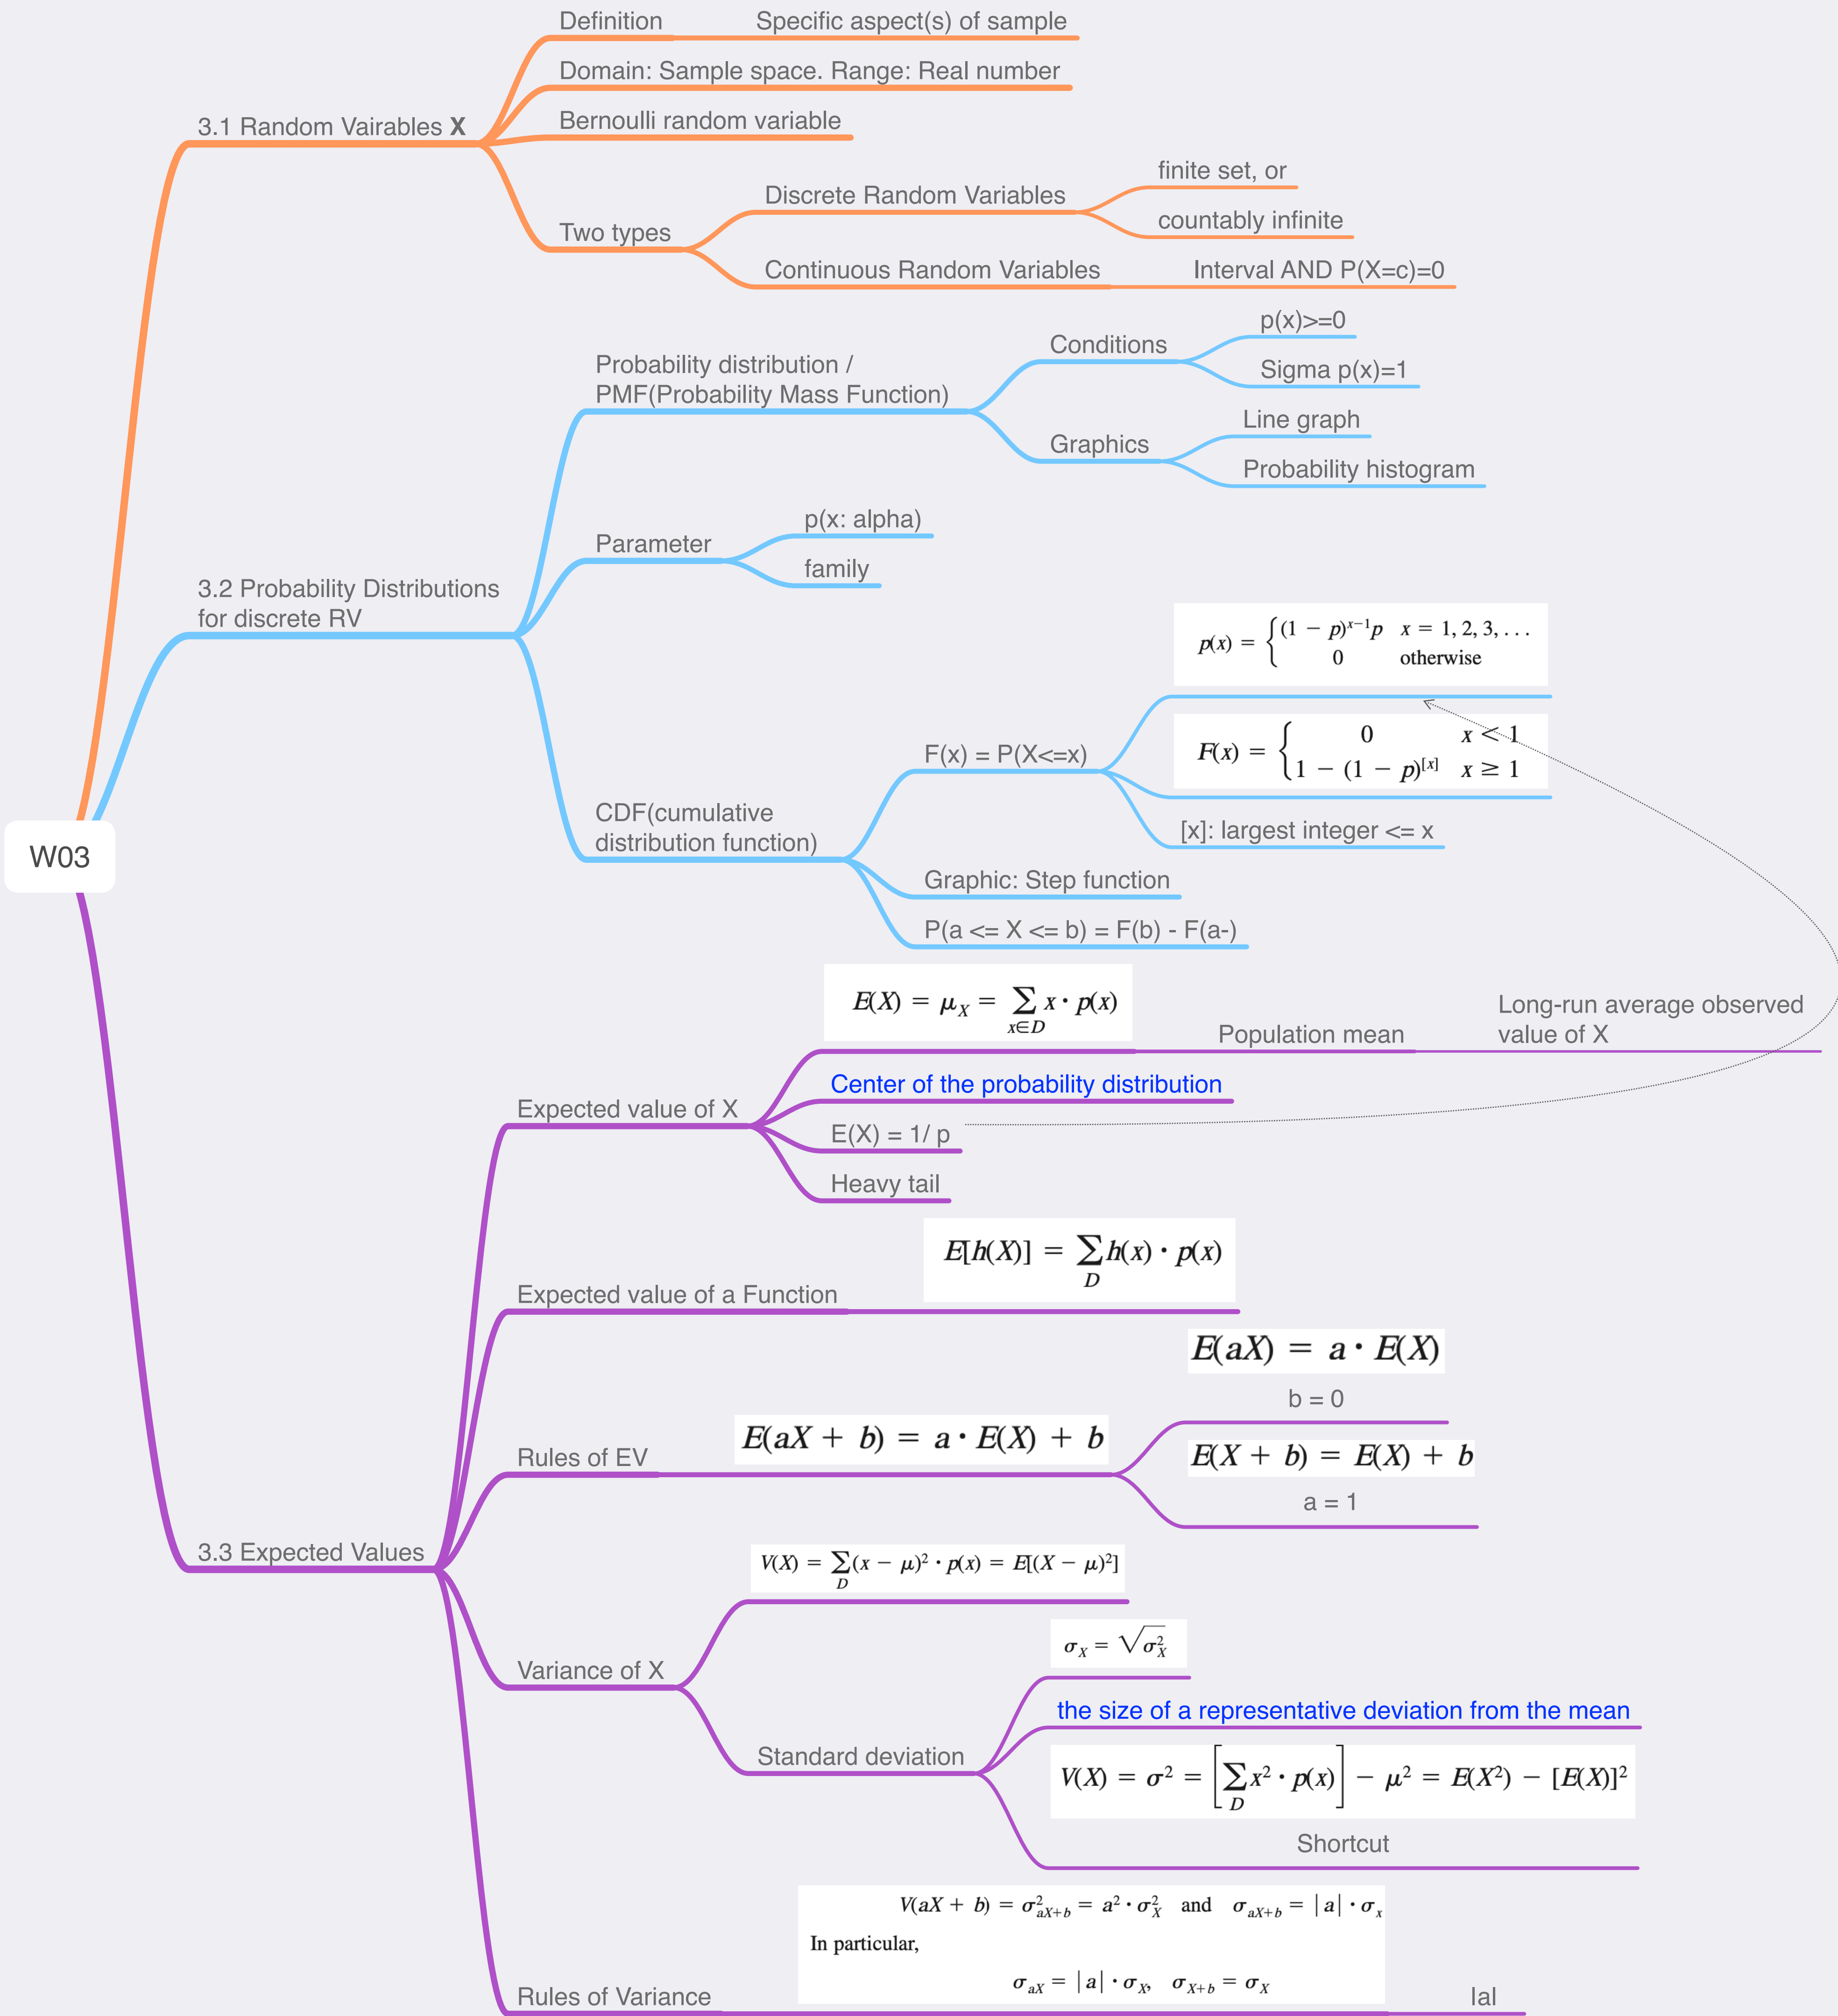 Definition
Specific aspect(s) of sample
Domain: Sample space. Range: Real number
3.1 Random Vairables X
Bernoulli random variable
Two types
Discrete Random Variables
finite set, or
countably infinite
Continuous Random Variables
Interval AND P(X=c)=0
3.2 Probability Distributions
for discrete RV
Probability distribution /
PMF(Probability Mass Function)
Conditions
p(x)>=0
Sigma p(x)=1
Graphics
Line graph
Probability histogram
Parameter
p(x: alpha)
family
CDF(cumulative
distribution function)
F(x) = P(X<=x)
p(x) = { (1 − p)^{x−1}p x = 1, 2, 3, . . .
0 otherwise
F(x) = { 0 x < 1
1 − (1 − p)^{[x]} x ≥ 1
[x]: largest integer <= x
Graphic: Step function
P(a <= X <= b) = F(b) - F(a-)
W03
3.3 Expected Values
Expected value of X
E(X) = μ_X = ∑_{x∈D} x · p(x)
Population mean
Long-run average observed
value of X
Center of the probability distribution
E(X) = 1/ p
Heavy tail
Expected value of a Function
E[h(X)] = ∑_D h(x) · p(x)
Rules of EV
E(aX + b) = a · E(X) + b
E(aX) = a · E(X)
b = 0
E(X + b) = E(X) + b
a = 1
Variance of X
V(X) = ∑_D (x − μ)² · p(x) = E[(X − μ)²]
Standard deviation
σ_X = √σ²_X
the size of a representative deviation from the mean
V(X) = σ² = [∑_D x² · p(x)] − μ² = E(X²) − [E(X)]²
Shortcut
Rules of Variance
V(aX + b) = σ²_{aX+b} = a² · σ²_X and σ_{aX+b} = | a | · σ_x
In particular,
σ_{aX} = | a | · σ_X, σ_{X+b} = σ_X
IaI